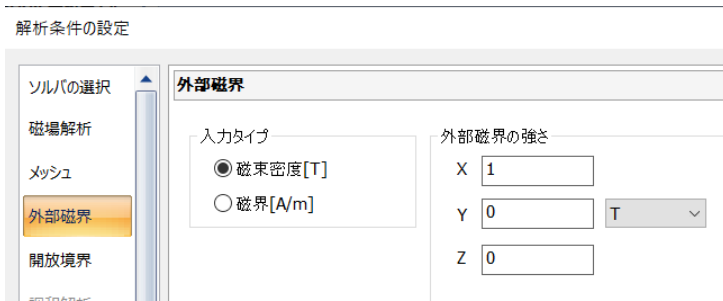 解析条件の設定
ソルバの選択
磁場解析
メッシュ
外部磁界
開放境界
外部磁界
入力タイプ
磁束密度[T]
磁界[A/m]
外部磁界の強さ
X 1
Y 0 T
Z 0